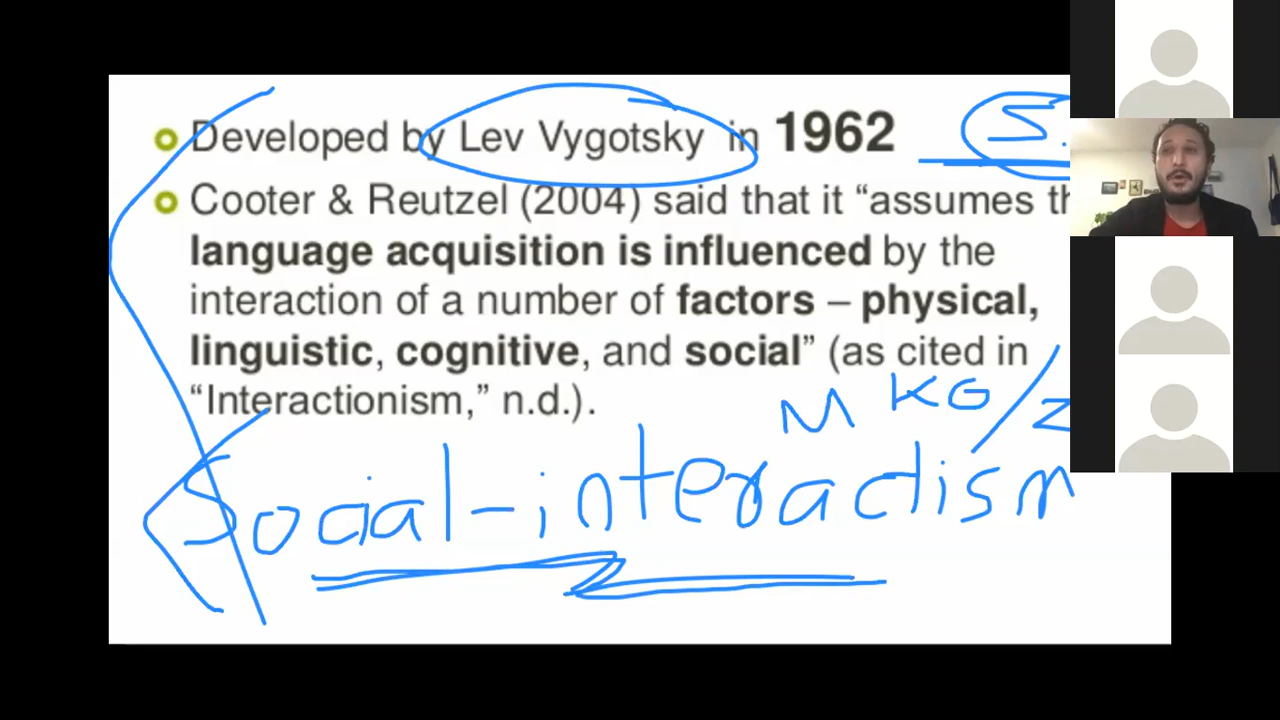 Developed by Lev Vygotsky in 1962
S.
Cooter & Reutzel (2004) said that it “assumes th
language acquisition is influenced by the
interaction of a number of factors – physical,
linguistic, cognitive, and social” (as cited in
“Interactionism,” n.d.).
M KG/Z
Social-interactism